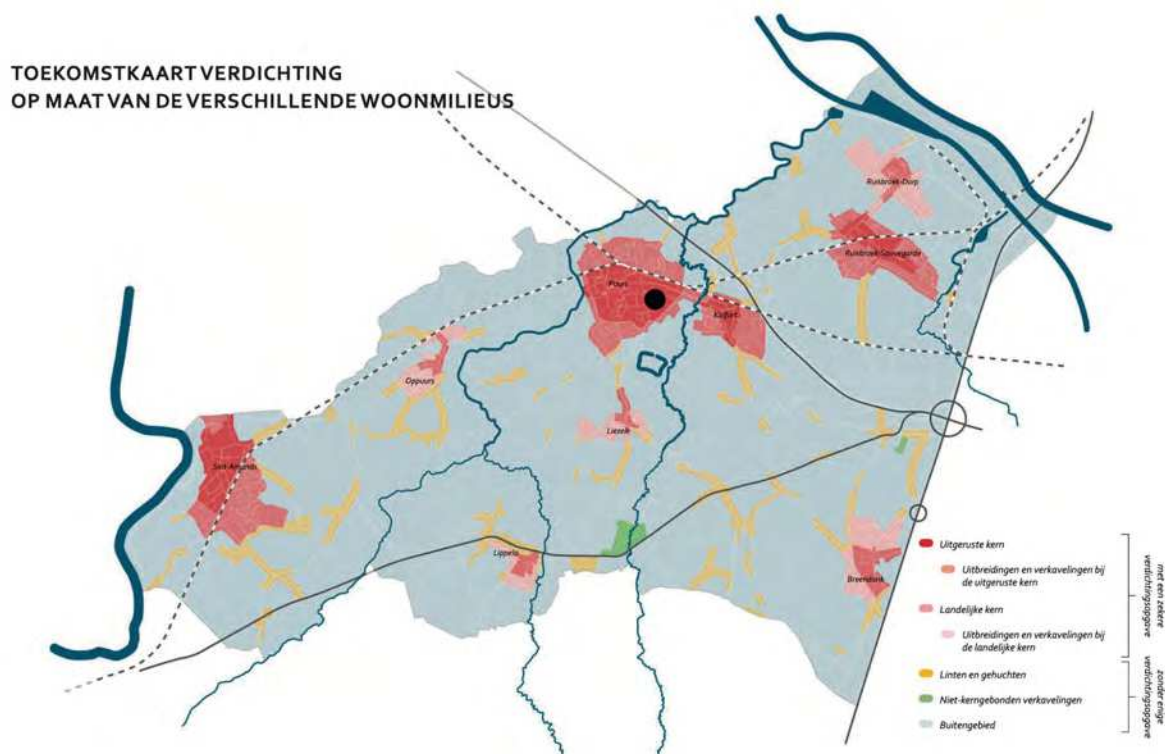 TOEKOMSTKAART VERDICHTING
OP MAAT VAN DE VERSCHILLENDE WOONMILIEUS
Ruisbroek-Dorp
Ruisbroek-Sauvegarde
Puurs
Kalfort
Oppuurs
Liezele
Sint-Amands
Lippelo
Breendonk
Uitgeruste kern
Uitbreidingen en verkavelingen bij
de uitgeruste kern
Landelijke kern
Uitbreidingen en verkavelingen bij
de landelijke kern
Linten en gehuchten
Niet-kerngebonden verkavelingen
Buitengebied
met een zekere
verdichtingsopgave
zonder enige
verdichtingsopgave